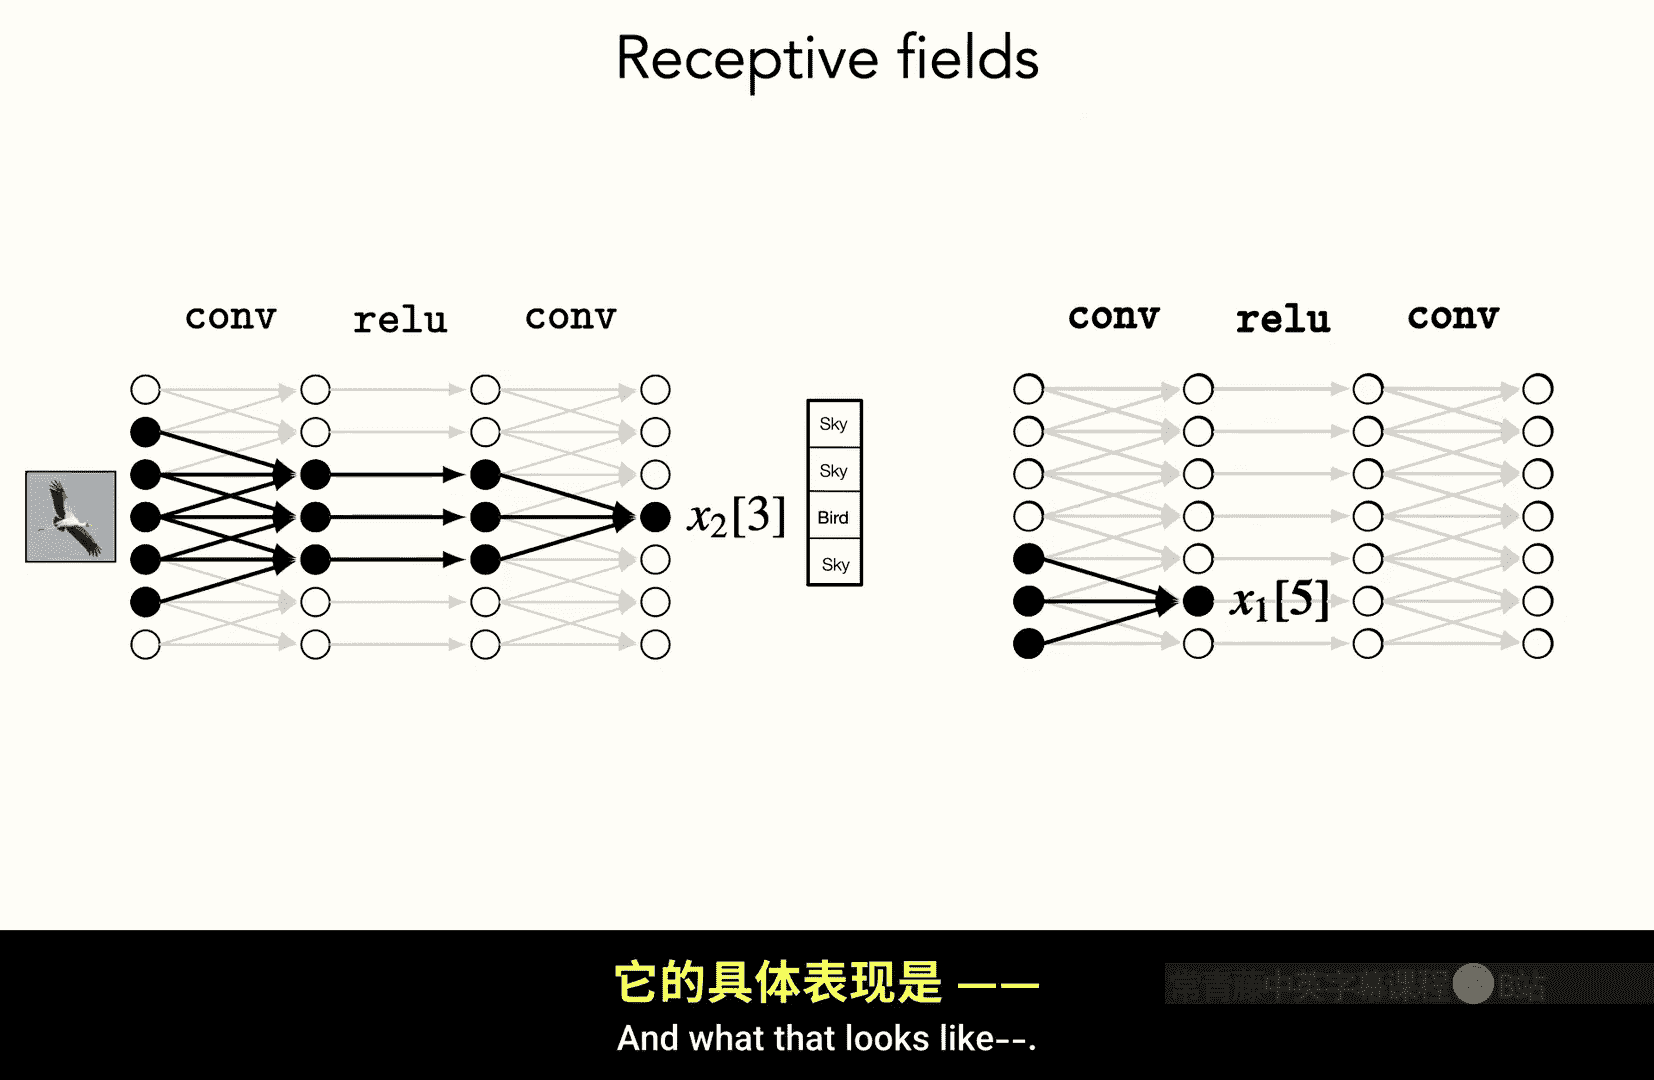 Receptive fields
conv relu conv
conv relu conv
x₂[3]
Sky
Sky
Bird
Sky
x₁[5]
它的具体表现是 ——
And what that looks like--.